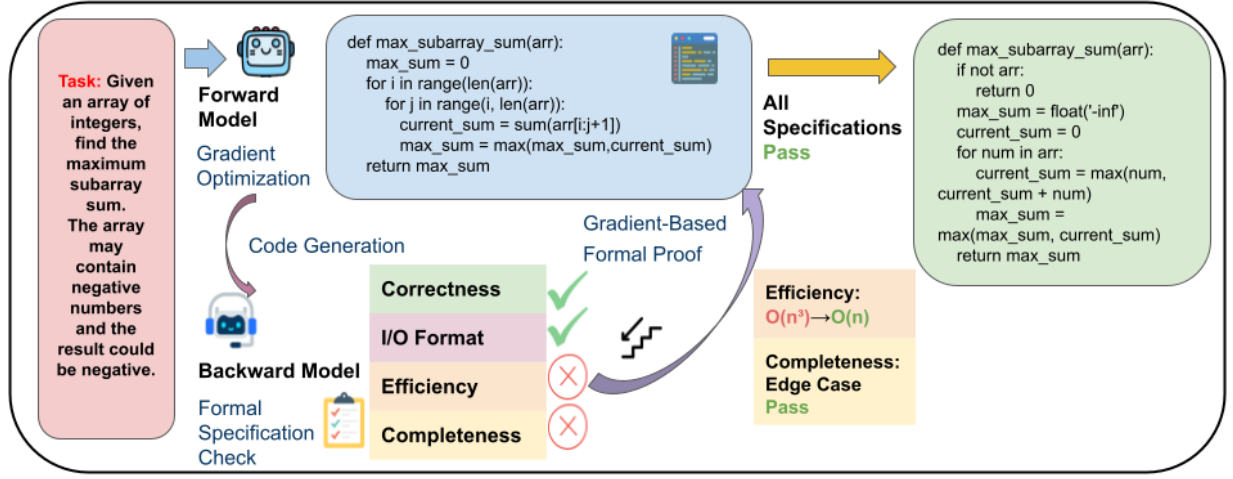 Task: Given
an array of
integers,
find the
maximum
subarray
sum.
The array
may
contain
negative
numbers
and the
result could
be negative.
Forward
Model
Gradient
Optimization
Code Generation
Backward Model
Formal
Specification
Check
def max_subarray_sum(arr):
max_sum = 0
for i in range(len(arr)):
for j in range(i, len(arr)):
current_sum = sum(arr[i:j+1])
max_sum = max(max_sum,current_sum)
return max_sum
Correctness
I/O Format
Efficiency
Completeness
Gradient-Based
Formal Proof
All
Specifications
Pass
Efficiency:
O(n³)→O(n)
Completeness:
Edge Case
Pass
def max_subarray_sum(arr):
if not arr:
return 0
max_sum = float('-inf')
current_sum = 0
for num in arr:
current_sum = max(num,
current_sum + num)
max_sum =
max(max_sum, current_sum)
return max_sum